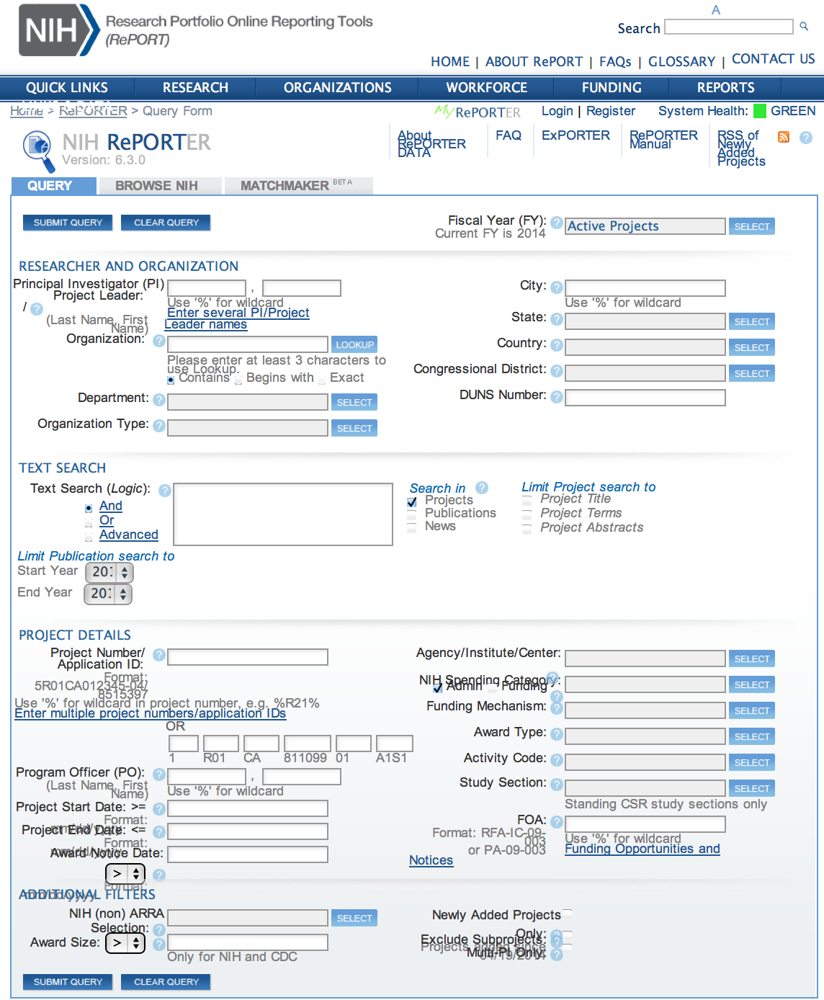 A
NIH Research Portfolio Online Reporting Tools
(RePORT)
Search
HOME | ABOUT RePORT | FAQs | GLOSSARY | CONTACT US
QUICK LINKS RESEARCH ORGANIZATIONS WORKFORCE FUNDING REPORTS
Home > RePORTER > Query Form
My RePORTER Login | Register System Health: GREEN
NIH RePORTER
Version: 6.3.0
About RePORTER DATA
FAQ
ExPORTER
RePORTER Manual
RSS of Newly Added Projects
QUERY BROWSE NIH MATCHMAKER BETA
SUBMIT QUERY CLEAR QUERY
Fiscal Year (FY): ? Active Projects SELECT
Current FY is 2014
RESEARCHER AND ORGANIZATION
Principal Investigator (PI)
/ Project Leader: ?
(Last Name, First Name)
,
Use '%' for wildcard
Enter several PI/Project
Leader names
Organization: ? LOOKUP
Please enter at least 3 characters to
use Lookup.
Contains Begins with Exact
Department: ? SELECT
Organization Type: ? SELECT
City: ?
Use '%' for wildcard
State: ? SELECT
Country: ? SELECT
Congressional District: ? SELECT
DUNS Number: ?
TEXT SEARCH
Text Search (Logic): ?
And
Or
Advanced
Search in ?
Projects
Publications
News
Limit Project search to
Project Title
Project Terms
Project Abstracts
Limit Publication search to
Start Year 201
End Year 201
PROJECT DETAILS
Project Number/
Application ID: ?
Format:
5R01CA012345-04/
8515397
Use '%' for wildcard in project number, e.g. %R21%
Enter multiple project numbers/application IDs
OR
1 R01 CA 811099 01 A1S1
Program Officer (PO): ?
(Last Name, First
Name)
,
Use '%' for wildcard
Project Start Date: >= ?
Format:
mm/dd/yyyy
Project End Date: <= ?
Format:
mm/dd/yyyy
Award Notice Date:
> ?
Format:
mm/dd/yyyy
Agency/Institute/Center: SELECT
NIH Spending Category: ? SELECT
Admin Funding ?
Funding Mechanism: ? SELECT
Award Type: ? SELECT
Activity Code: ? SELECT
Study Section: ? SELECT
Standing CSR study sections only
FOA: ?
Format: RFA-IC-09-
003
or PA-09-003
Use '%' for wildcard
Funding Opportunities and
Notices
ADDITIONAL FILTERS
NIH (non) ARRA
Selection: ? SELECT
Award Size: > ?
Only for NIH and CDC
Newly Added Projects
Only: ?
Projects added since
04/19/2014
Exclude Subprojects: ?
Multi-PI Only: ?
SUBMIT QUERY CLEAR QUERY